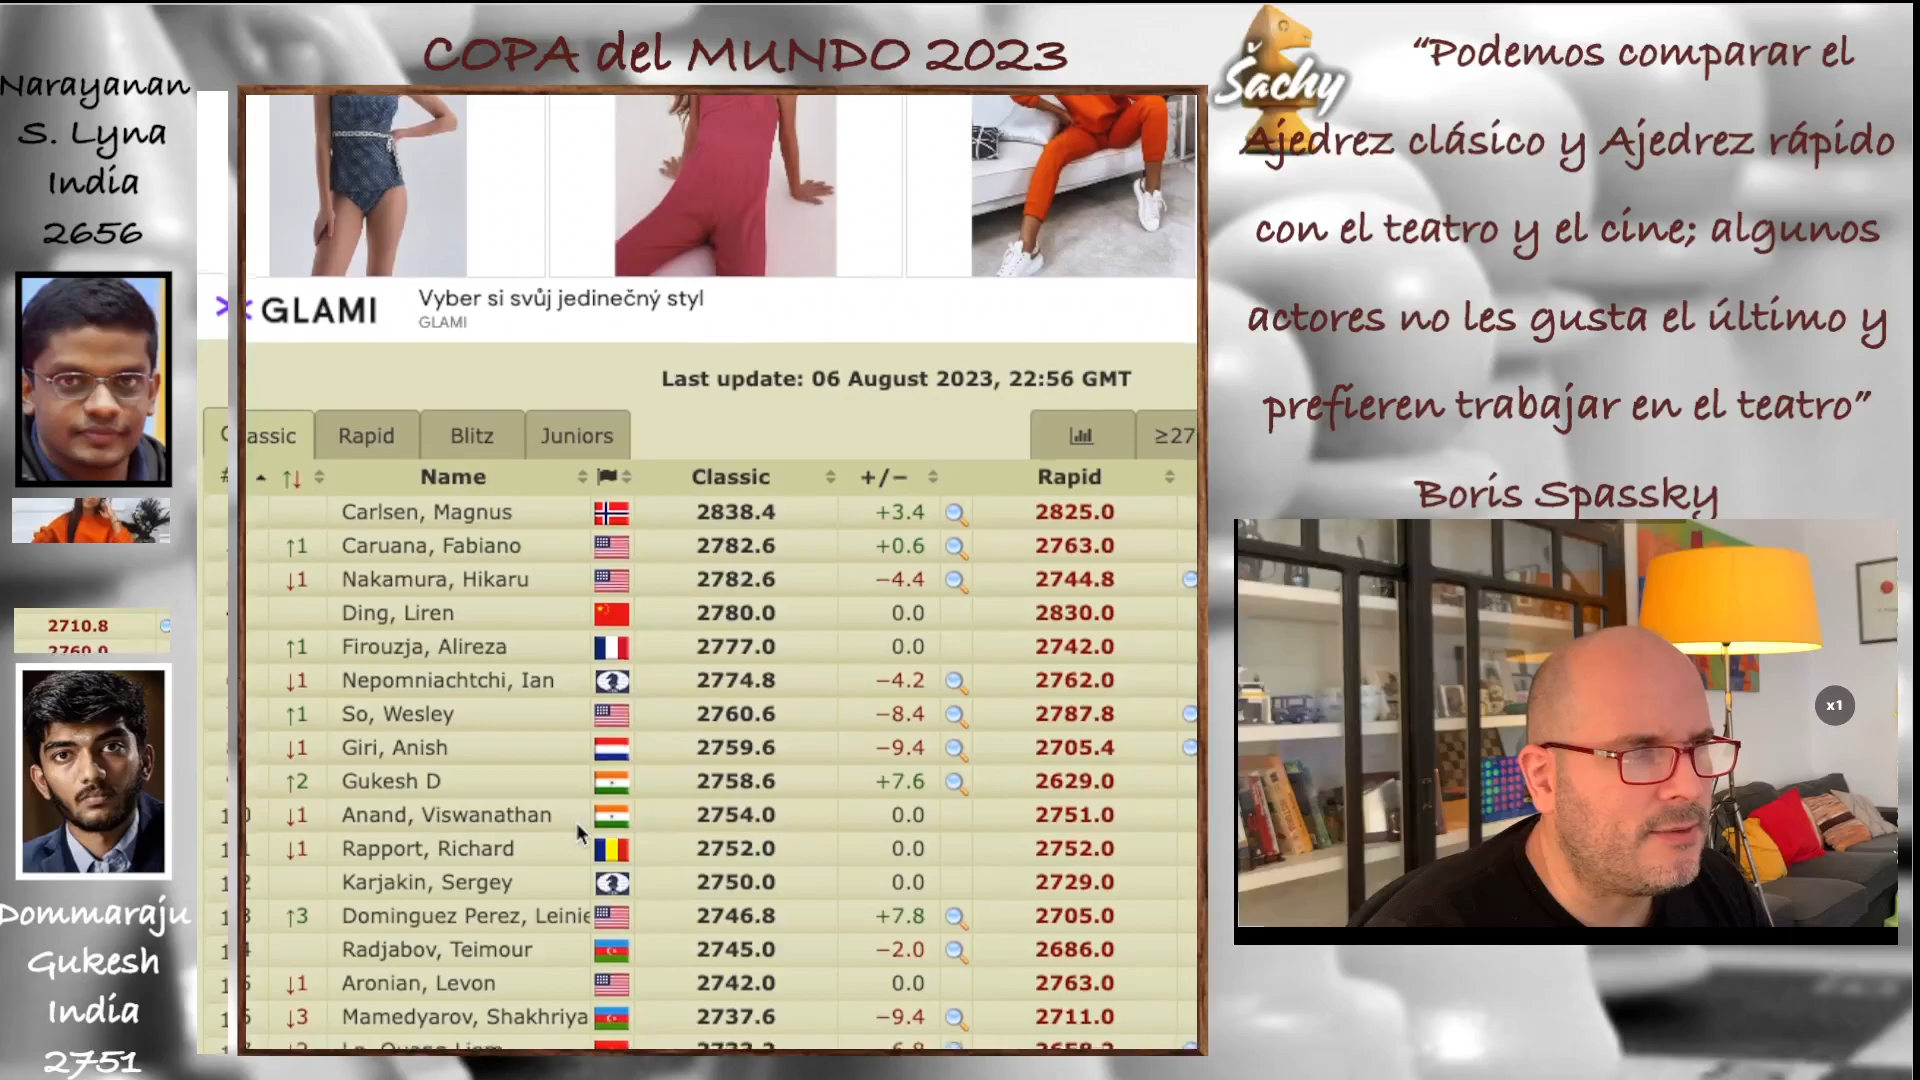 COPA del MUNDO 2023
Narayanan
S. Lyna
India
2656
2710.8
2760.0
Dommaraju
Gukesh
India
2751
GLAMI
Vyber si svůj jedinečný styl
GLAMI
Last update: 06 August 2023, 22:56 GMT
Classic Rapid Blitz Juniors ≥27
# ↑↓ Name Classic +/− Rapid
Carlsen, Magnus 2838.4 +3.4 2825.0
↑1 Caruana, Fabiano 2782.6 +0.6 2763.0
↓1 Nakamura, Hikaru 2782.6 −4.4 2744.8
Ding, Liren 2780.0 0.0 2830.0
↑1 Firouzja, Alireza 2777.0 0.0 2742.0
↓1 Nepomniachtchi, Ian 2774.8 −4.2 2762.0
↑1 So, Wesley 2760.6 −8.4 2787.8
↓1 Giri, Anish 2759.6 −9.4 2705.4
↑2 Gukesh D 2758.6 +7.6 2629.0
10 ↓1 Anand, Viswanathan 2754.0 0.0 2751.0
11 ↓1 Rapport, Richard 2752.0 0.0 2752.0
12 Karjakin, Sergey 2750.0 0.0 2729.0
13 ↑3 Dominguez Perez, Leinie 2746.8 +7.8 2705.0
14 Radjabov, Teimour 2745.0 −2.0 2686.0
15 ↓1 Aronian, Levon 2742.0 0.0 2763.0
16 ↓3 Mamedyarov, Shakhriya 2737.6 −9.4 2711.0
Šachy
“Podemos comparar el
Ajedrez clásico y Ajedrez rápido
con el teatro y el cine; algunos
actores no les gusta el último y
prefieren trabajar en el teatro”
Boris Spassky
x1